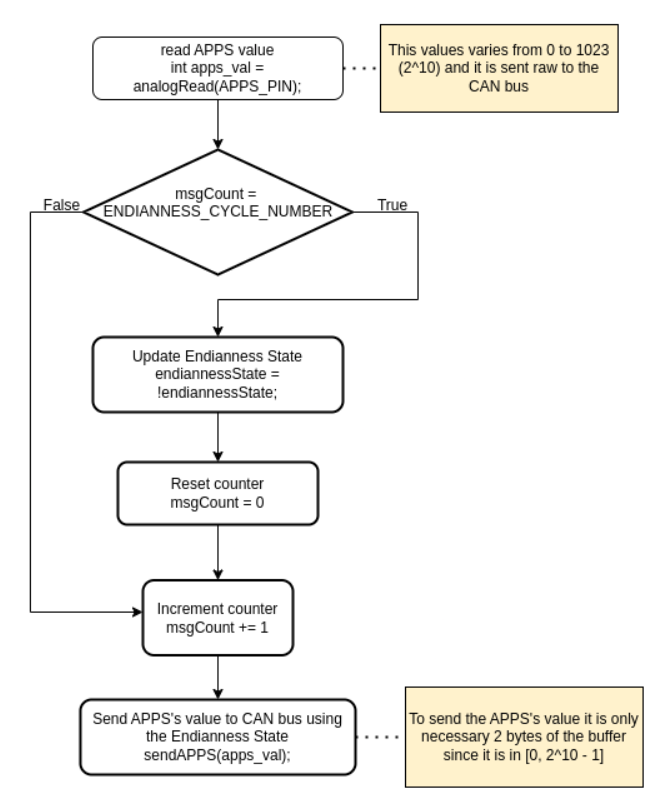 read APPS value
int apps_val =
analogRead(APPS_PIN);
This values varies from 0 to 1023
(2^10) and it is sent raw to the
CAN bus
msgCount =
ENDIANNESS_CYCLE_NUMBER
False
True
Update Endianness State
endiannessState =
!endiannessState;
Reset counter
msgCount = 0
Increment counter
msgCount += 1
Send APPS's value to CAN bus using
the Endianness State
sendAPPS(apps_val);
To send the APPS's value it is only
necessary 2 bytes of the buffer
since it is in [0, 2^10 - 1]